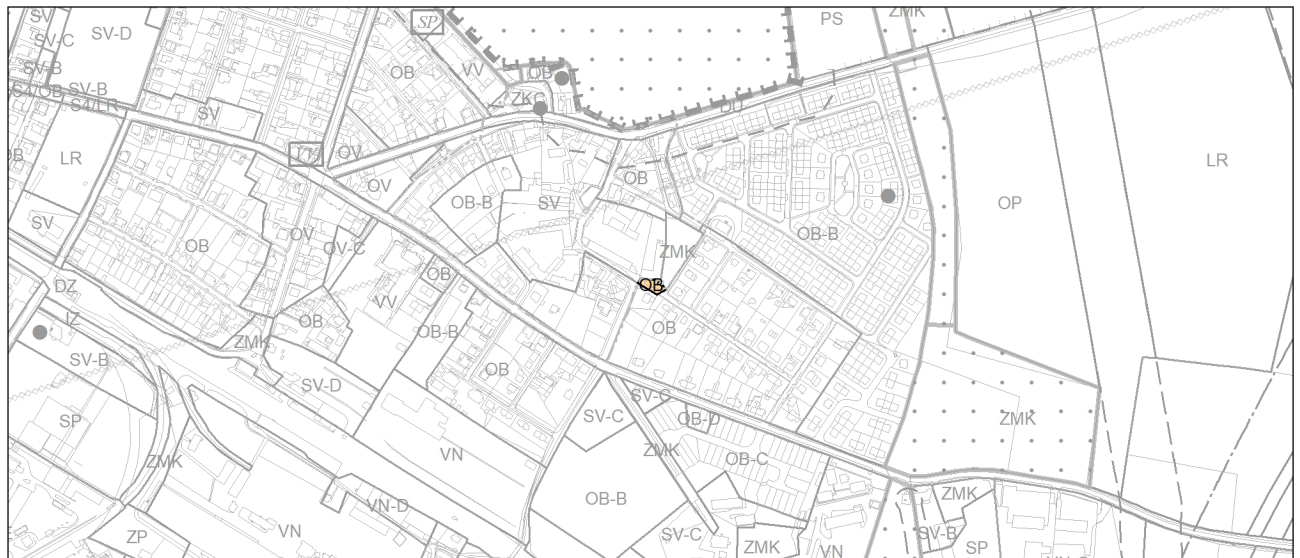 SV
SV-C
SV-D
SV-B
SV-B
S4/LR
OB
LR
SV
SV
OB
OV
OV-C
OV
OV
OB
VV
SP
OB
ZKC
PS
ZMK
DU
OB
OB-B
SV
ZMK
OB-B
OP
LR
OB
OB
DZ
IZ
SV-B
SP
ZMK
OB
VV
OB
OB-B
SV-D
OB
VN
ZMK
ZP
VN
VN-D
SV-C
SV-C
OB-D
ZMK
OB-C
OB-B
SV-C
ZMK
VN
ZMK
ZMK
SV-B
SP